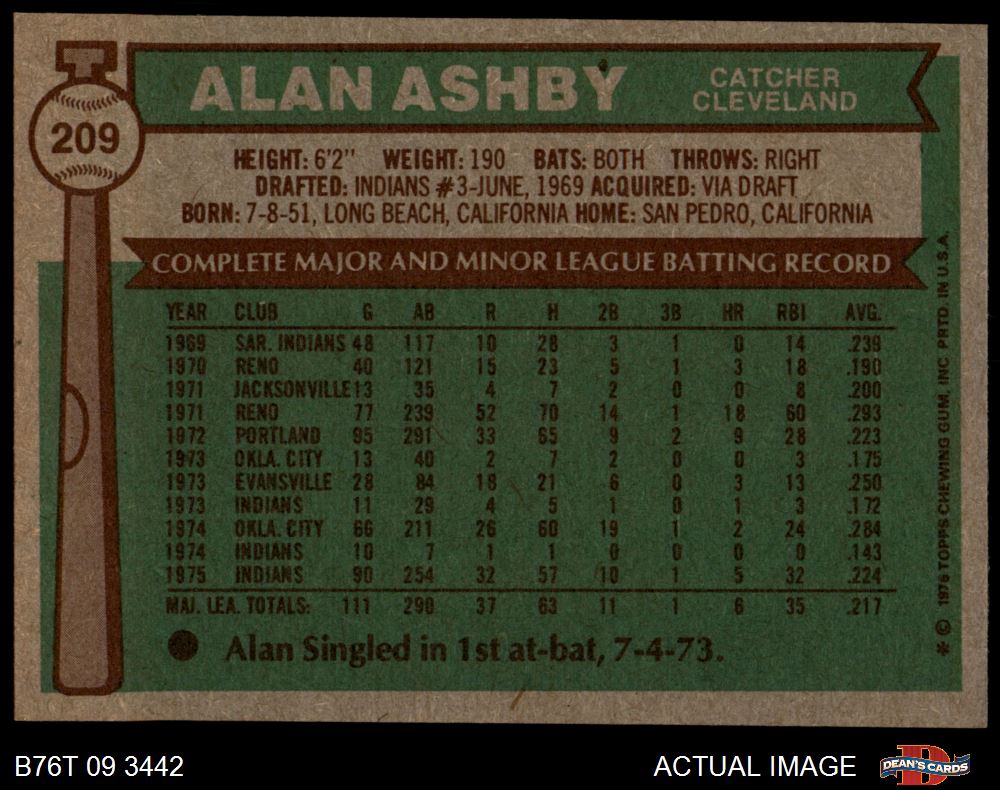 ALAN ASHBY
CATCHER
CLEVELAND
209
HEIGHT: 6'2" WEIGHT: 190 BATS: BOTH THROWS: RIGHT
DRAFTED: INDIANS #3-JUNE, 1969 ACQUIRED: VIA DRAFT
BORN: 7-8-51, LONG BEACH, CALIFORNIA HOME: SAN PEDRO, CALIFORNIA
COMPLETE MAJOR AND MINOR LEAGUE BATTING RECORD
YEAR CLUB G AB R H 2B 3B HR RBI AVG.
1969 SAR. INDIANS 48 117 10 28 3 1 0 14 .239
1970 RENO 40 121 15 23 5 1 3 18 .190
1971 JACKSONVILLE 13 35 4 7 2 0 0 8 .200
1971 RENO 77 239 52 70 14 1 18 60 .293
1972 PORTLAND 95 291 33 65 9 2 9 28 .223
1973 OKLA. CITY 13 40 2 7 2 0 0 3 .175
1973 EVANSVILLE 28 84 18 21 6 0 3 13 .250
1973 INDIANS 11 29 4 5 1 0 1 3 .172
1974 OKLA. CITY 66 211 26 60 19 1 2 24 .284
1974 INDIANS 10 7 1 1 0 0 0 0 .143
1975 INDIANS 90 254 32 57 10 1 5 32 .224
MAJ. LEA. TOTALS: 111 290 37 63 11 1 6 35 .217
Alan Singled in 1st at-bat, 7-4-73.
* © 1976 TOPPS CHEWING GUM, INC. PRTD. IN U.S.A.
B76T 09 3442
ACTUAL IMAGE
DEAN'S CARDS